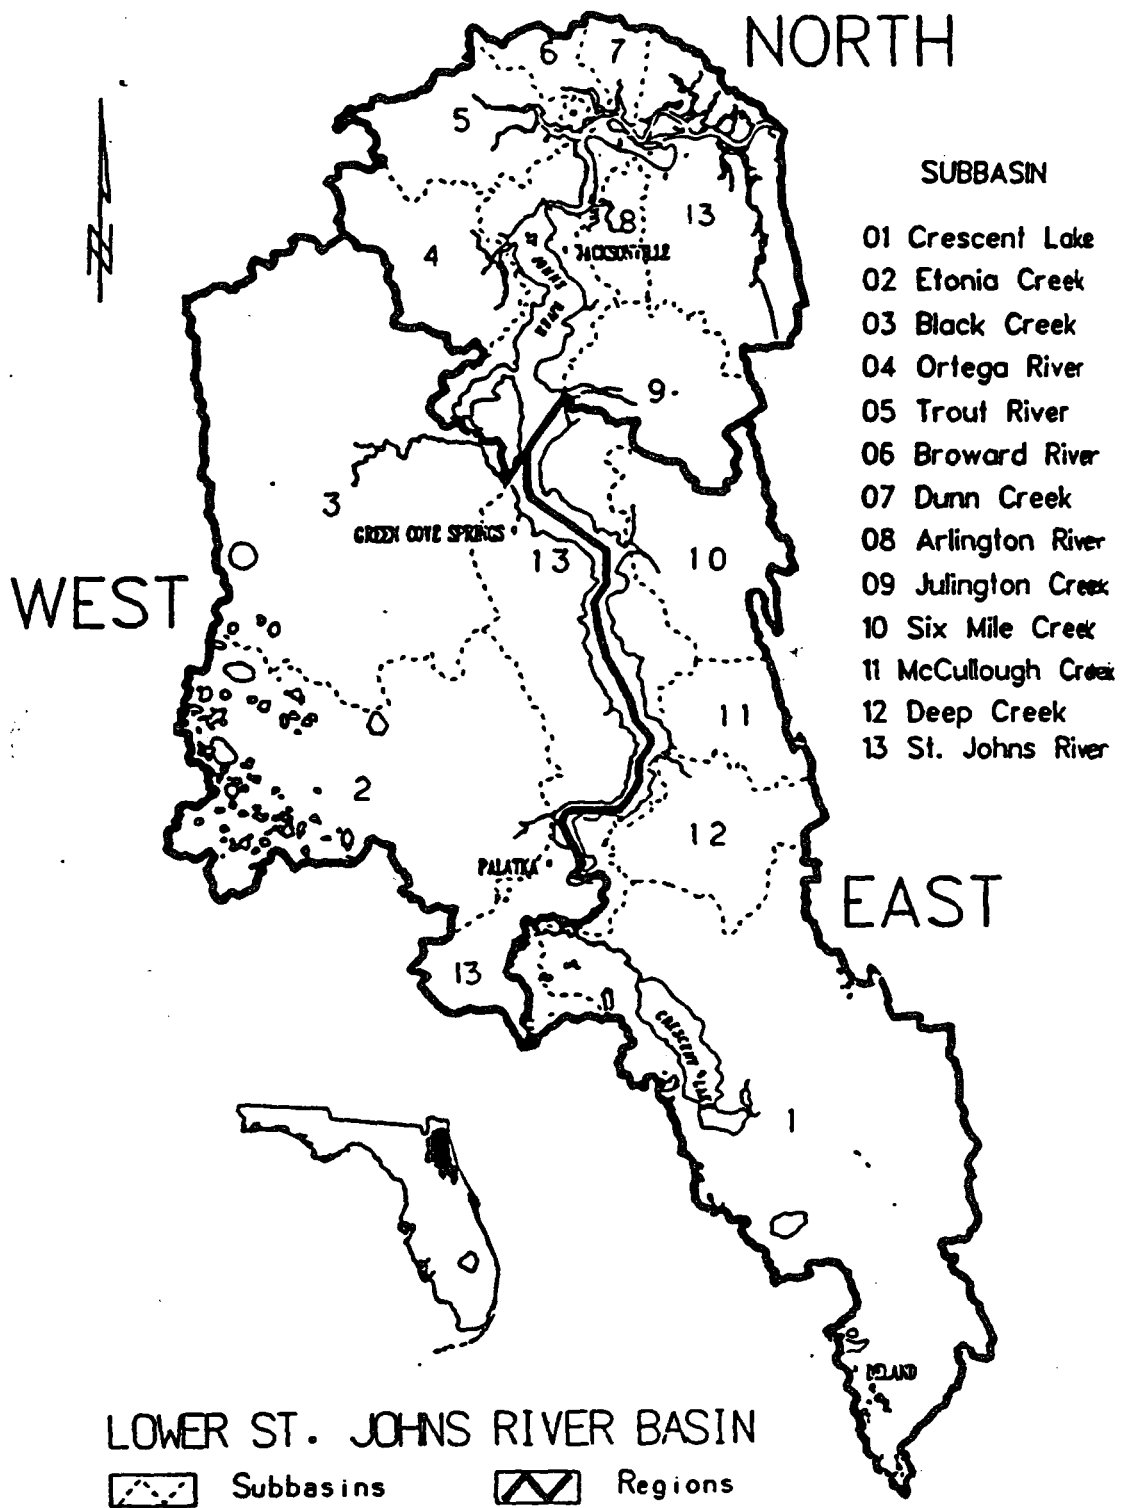 NORTH
6
7
5
SUBBASIN
01 Crescent Lake
02 Etonia Creek
03 Black Creek
04 Ortega River
05 Trout River
06 Broward River
07 Dunn Creek
08 Arlington River
09 Julington Creek
10 Six Mile Creek
11 McCullough Creek
12 Deep Creek
13 St. Johns River
8
13
4
JACKSONVILLE
ST JOHNS RIVER
9
3
GREEN COVE SPRINGS
13
10
WEST
11
2
12
PALATKA
EAST
13
CRESCENT LAKE
1
DELAND
LOWER ST. JOHNS RIVER BASIN
Subbasins
Regions